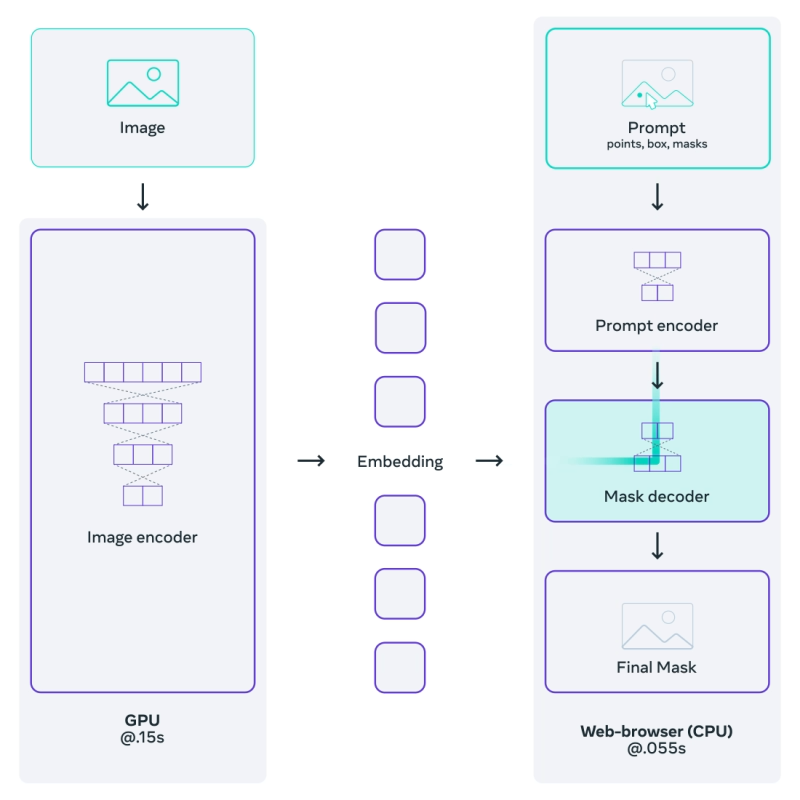 Image
Image encoder
GPU
@.15s
Embedding
Prompt
points, box, masks
Prompt encoder
Mask decoder
Final Mask
Web-browser (CPU)
@.055s